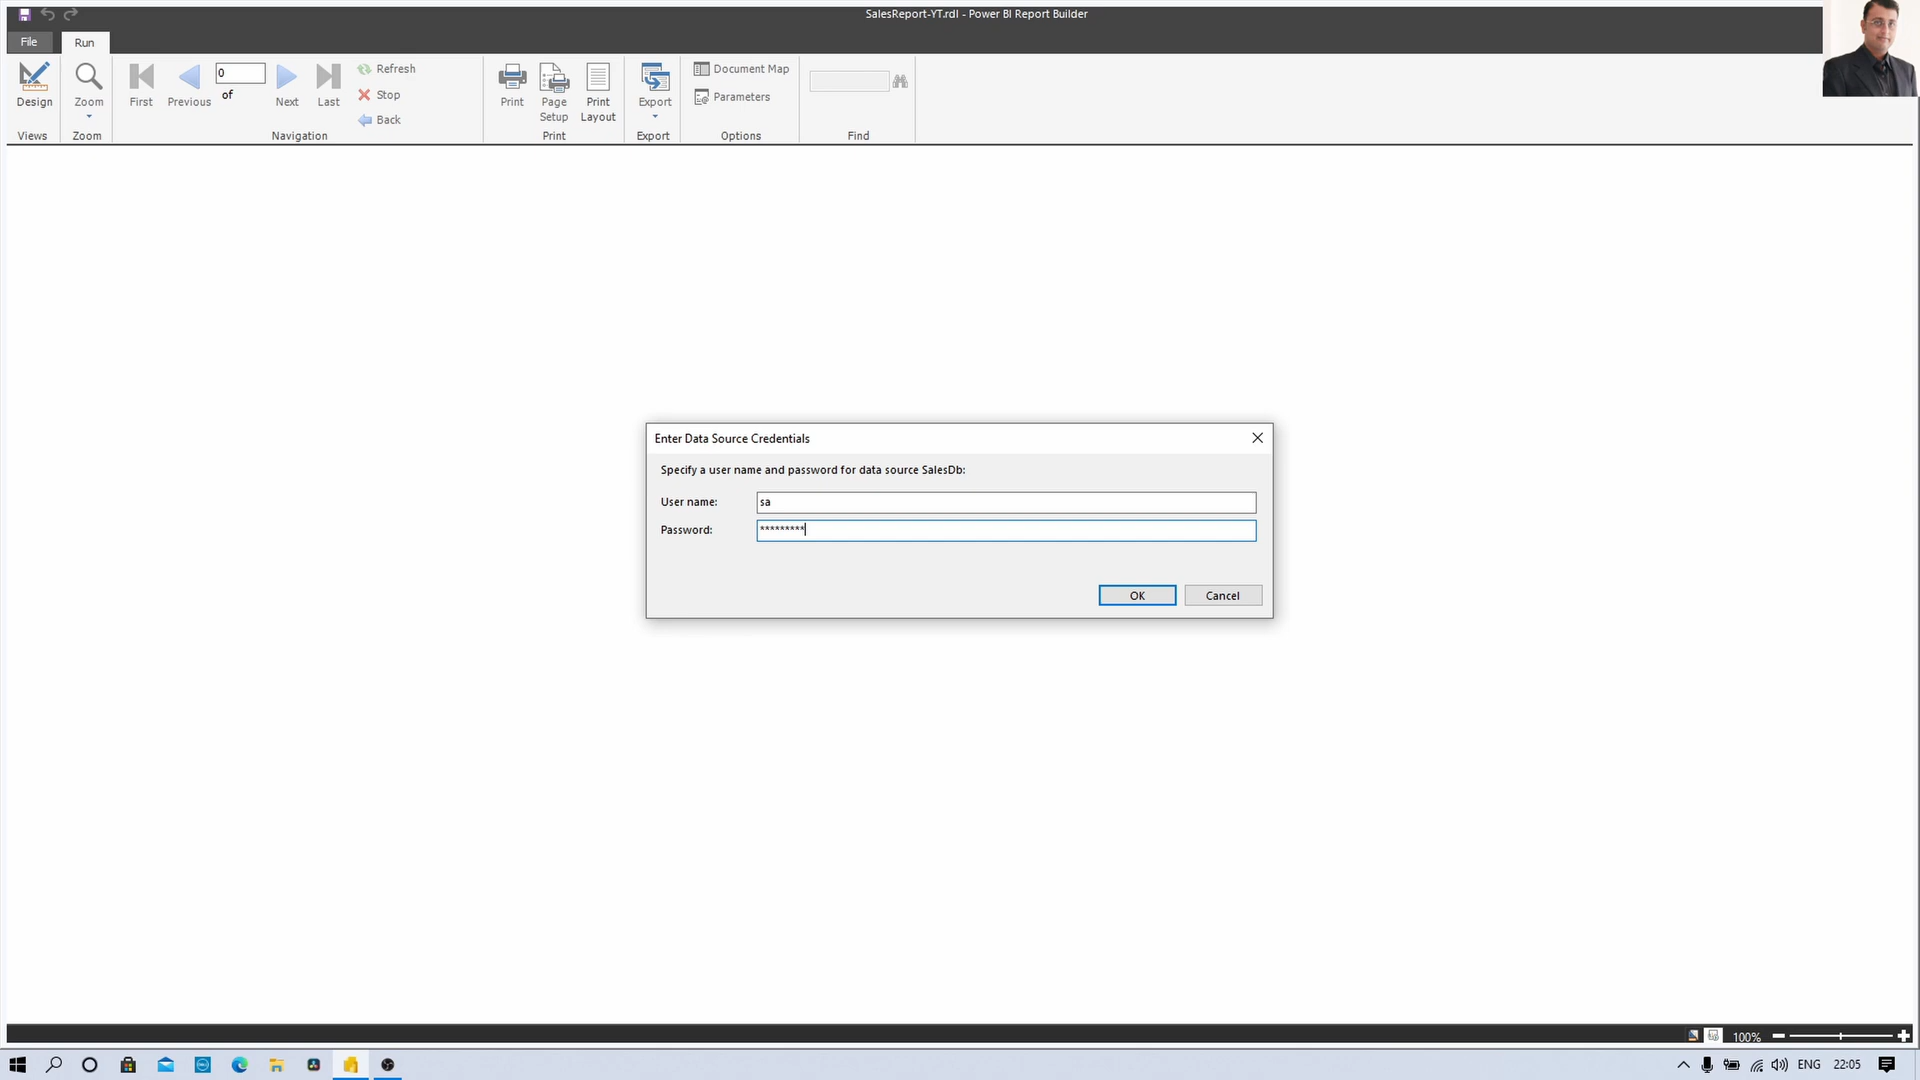 SalesReport-YT.rdl - Power BI Report Builder
File
Run
Design
Views
Zoom
Zoom
First
Previous
0
of
Next
Last
Refresh
Stop
Back
Navigation
Print
Page
Setup
Print
Layout
Print
Export
Export
Document Map
Parameters
Options
Find
Enter Data Source Credentials
Specify a user name and password for data source SalesDb:
User name:
sa
Password:
*********
OK
Cancel
100%
ENG
22:05